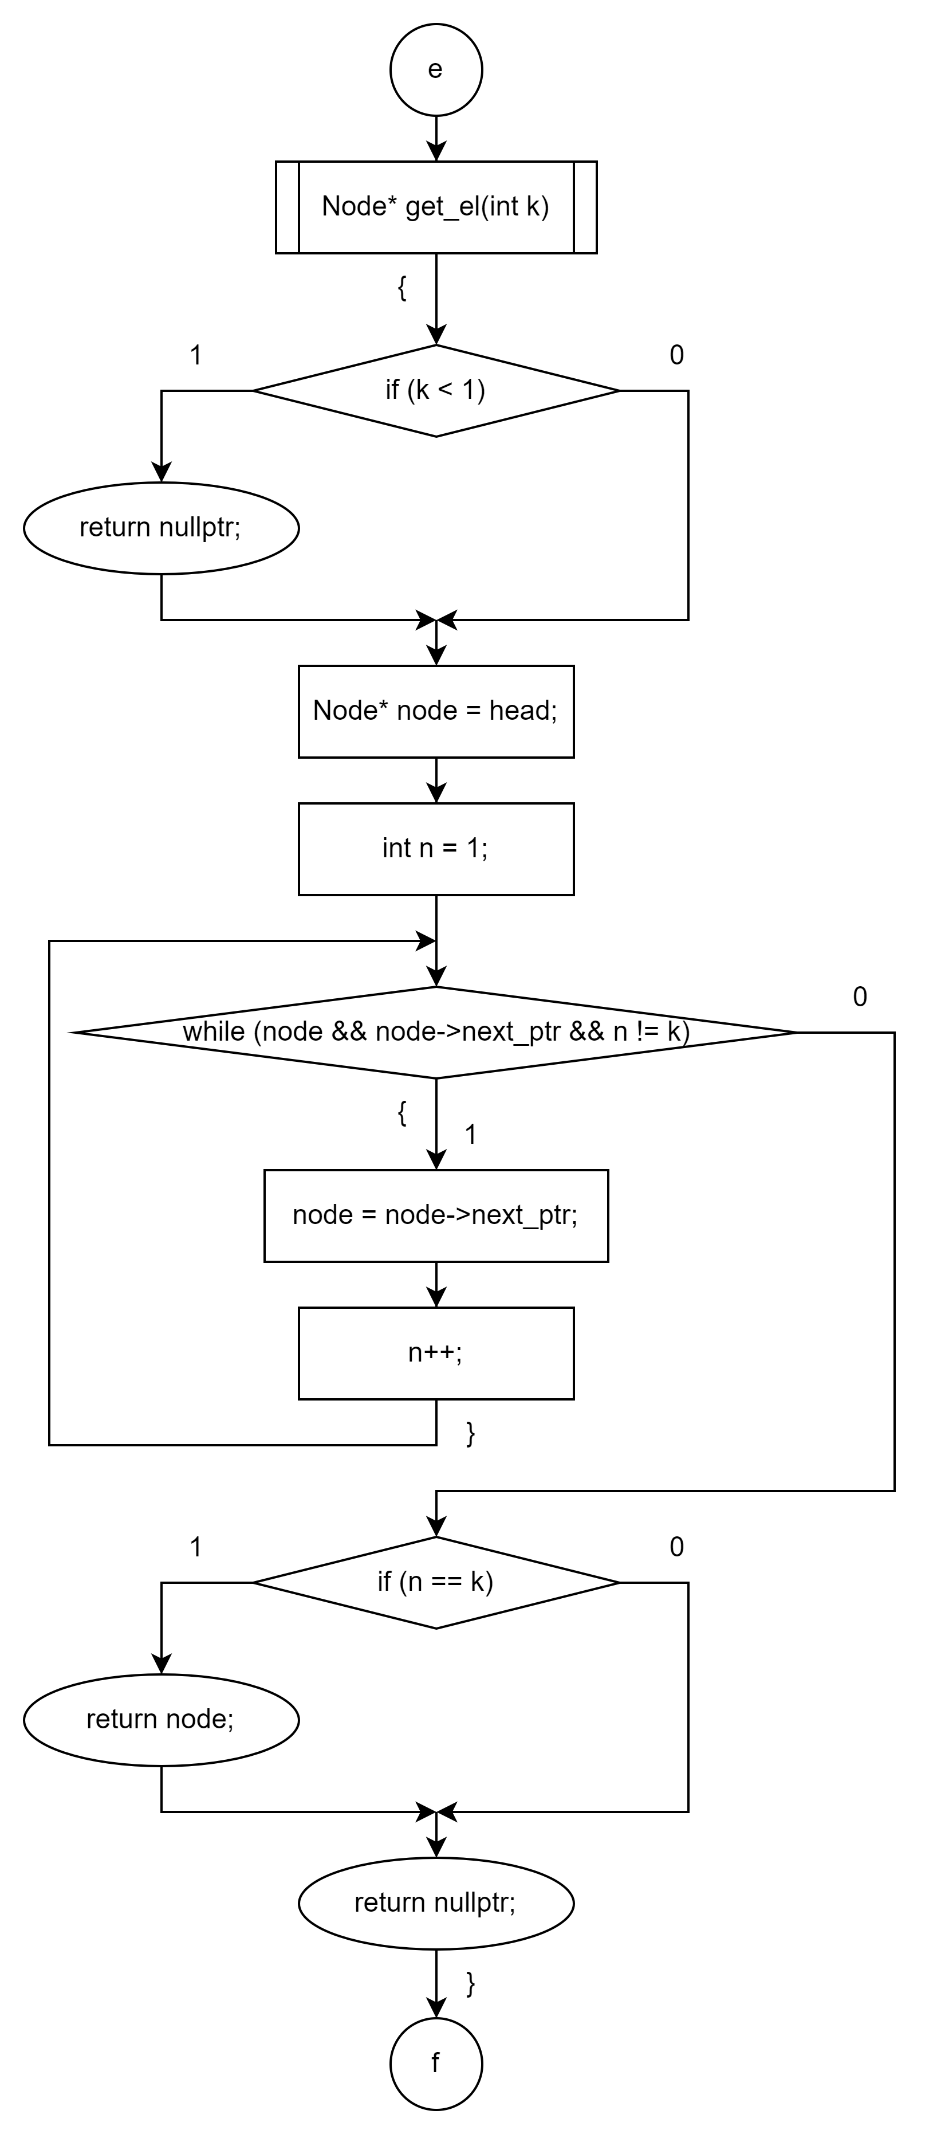 e
Node* get_el(int k)
{
1
0
if (k < 1)
return nullptr;
Node* node = head;
int n = 1;
0
while (node && node->next_ptr && n != k)
{
1
node = node->next_ptr;
n++;
}
1
0
if (n == k)
return node;
return nullptr;
}
f